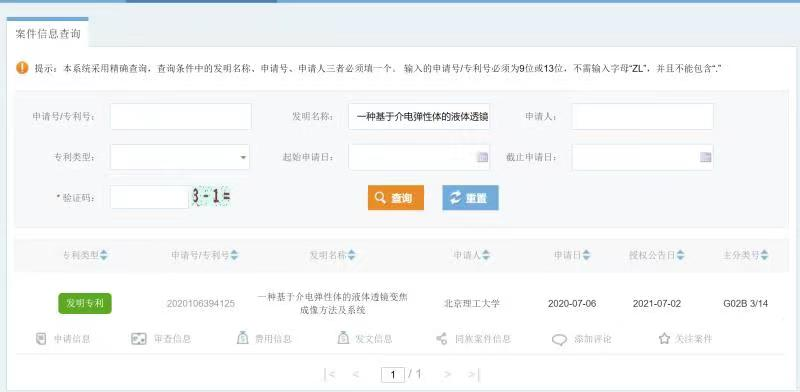 案件信息查询
提示：本系统采用精确查询，查询条件中的发明名称、申请号、申请人三者必须填一个。 输入的申请号/专利号必须为9位或13位，不需输入字母“ZL”，并且不能包含“.”
申请号/专利号： 发明名称： 一种基于介电弹性体的液体透镜 申请人：
专利类型： 起始申请日： 截止申请日：
* 验证码： 3-1= 查询 重置
专利类型 申请号/专利号 发明名称 申请人 申请日 授权公告日 主分类号
发明专利 2020106394125 一种基于介电弹性体的液体透镜变焦 北京理工大学 2020-07-06 2021-07-02 G02B 3/14
成像方法及系统
申请信息 审查信息 费用信息 发文信息 同族案件信息 添加评论 关注案件
|< < 1 / 1 > >|